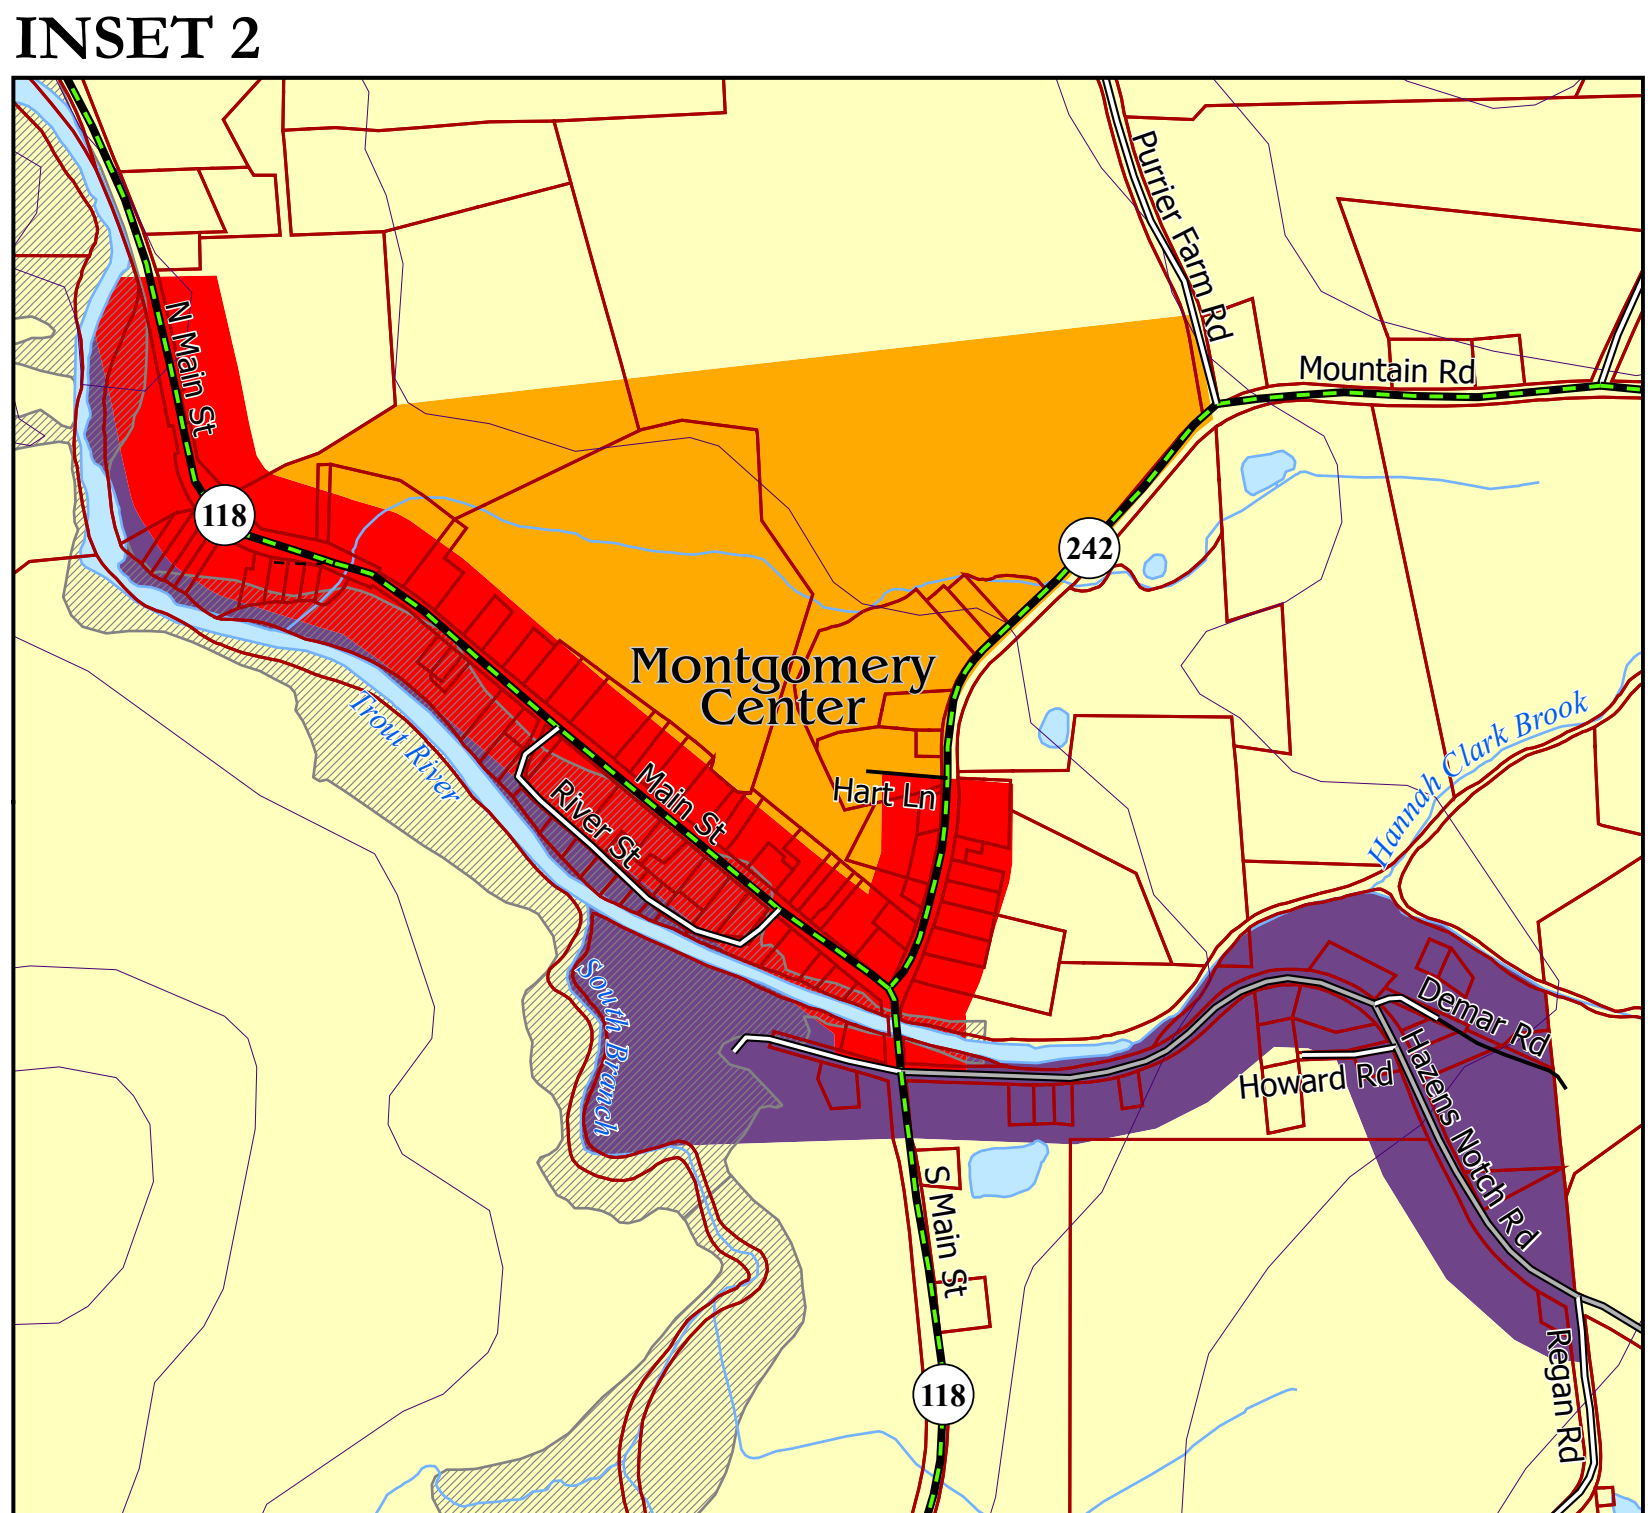 INSET 2
Purrier Farm Rd
N Main St
Mountain Rd
118
242
Montgomery
Center
Trout River
Hannah Clark Brook
Main St
Hart Ln
River St
South Branch
Demar Rd
Howard Rd
Hazens Notch Rd
S Main St
Regan Rd
118